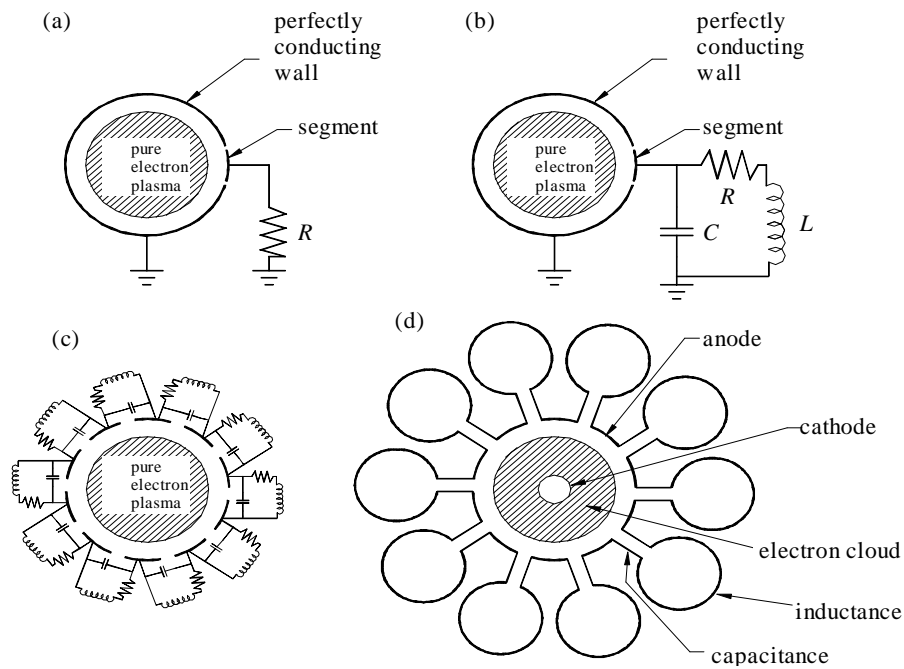 (a)
perfectly
conducting
wall
segment
pure
electron
plasma
R
(b)
perfectly
conducting
wall
segment
pure
electron
plasma
R
C
L
(c)
pure
electron
plasma
(d)
anode
cathode
electron cloud
inductance
capacitance